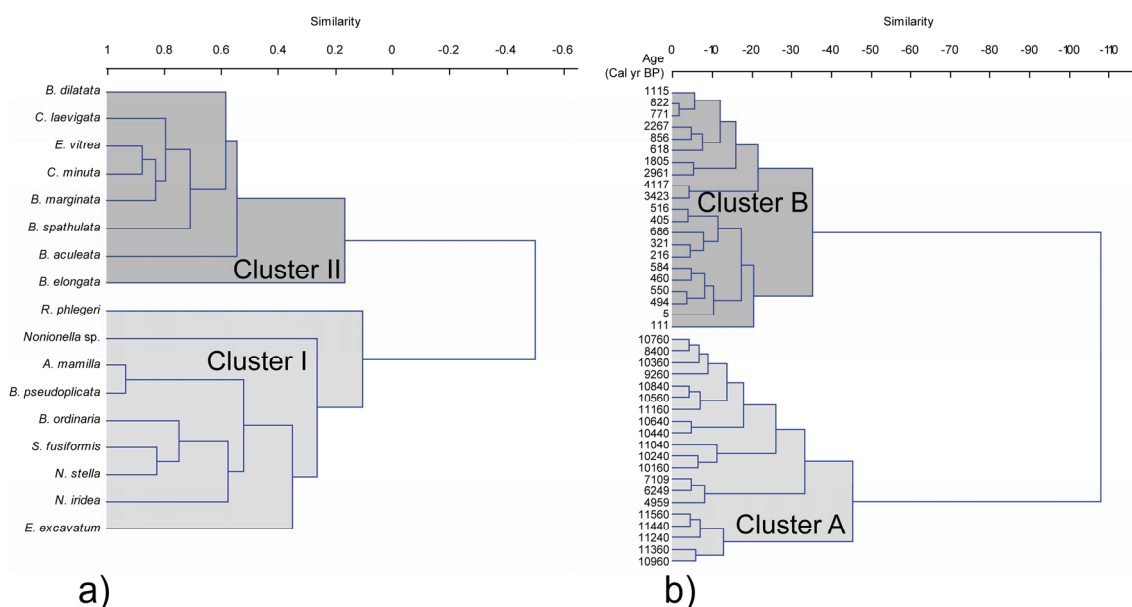 Similarity
1 0.8 0.6 0.4 0.2 0 -0.2 -0.4 -0.6
B. dilatata
C. laevigata
E. vitrea
C. minuta
B. marginata
B. spathulata
B. aculeata
Cluster II
B. elongata
R. phlegeri
Nonionella sp.
Cluster I
A. mamilla
B. pseudoplicata
B. ordinaria
S. fusiformis
N. stella
N. iridea
E. excavatum
a)
Similarity
0 -10 -20 -30 -40 -50 -60 -70 -80 -90 -100 -110
Age
(Cal yr BP)
1115
822
771
2267
856
618
1805
2961
4117
3423
Cluster B
516
405
686
321
216
584
460
550
494
5
111
10760
8400
10360
9260
10840
10560
11160
10640
10440
11040
10240
10160
7109
6249
4959
11560
11440
Cluster A
11240
11360
10960
b)